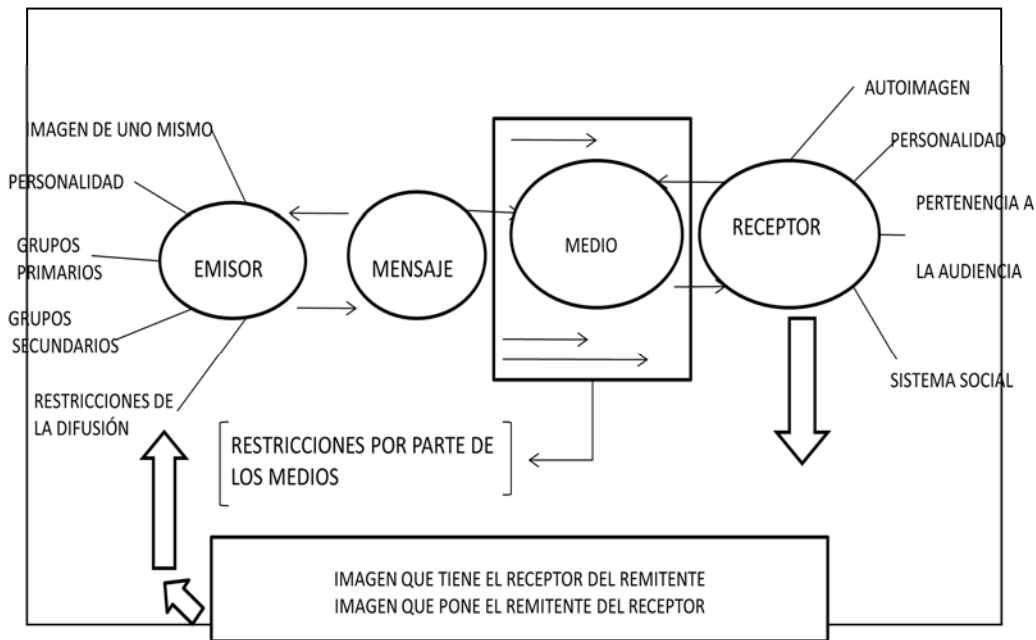 AUTOIMAGEN
IMAGEN DE UNO MISMO
PERSONALIDAD
PERSONALIDAD
PERTENENCIA A
LA AUDIENCIA
GRUPOS
PRIMARIOS
EMISOR
MENSAJE
MEDIO
RECEPTOR
GRUPOS
SECUNDARIOS
SISTEMA SOCIAL
RESTRICCIONES DE
LA DIFUSIÓN
RESTRICCIONES POR PARTE DE
LOS MEDIOS
IMAGEN QUE TIENE EL RECEPTOR DEL REMITENTE
IMAGEN QUE PONE EL REMITENTE DEL RECEPTOR